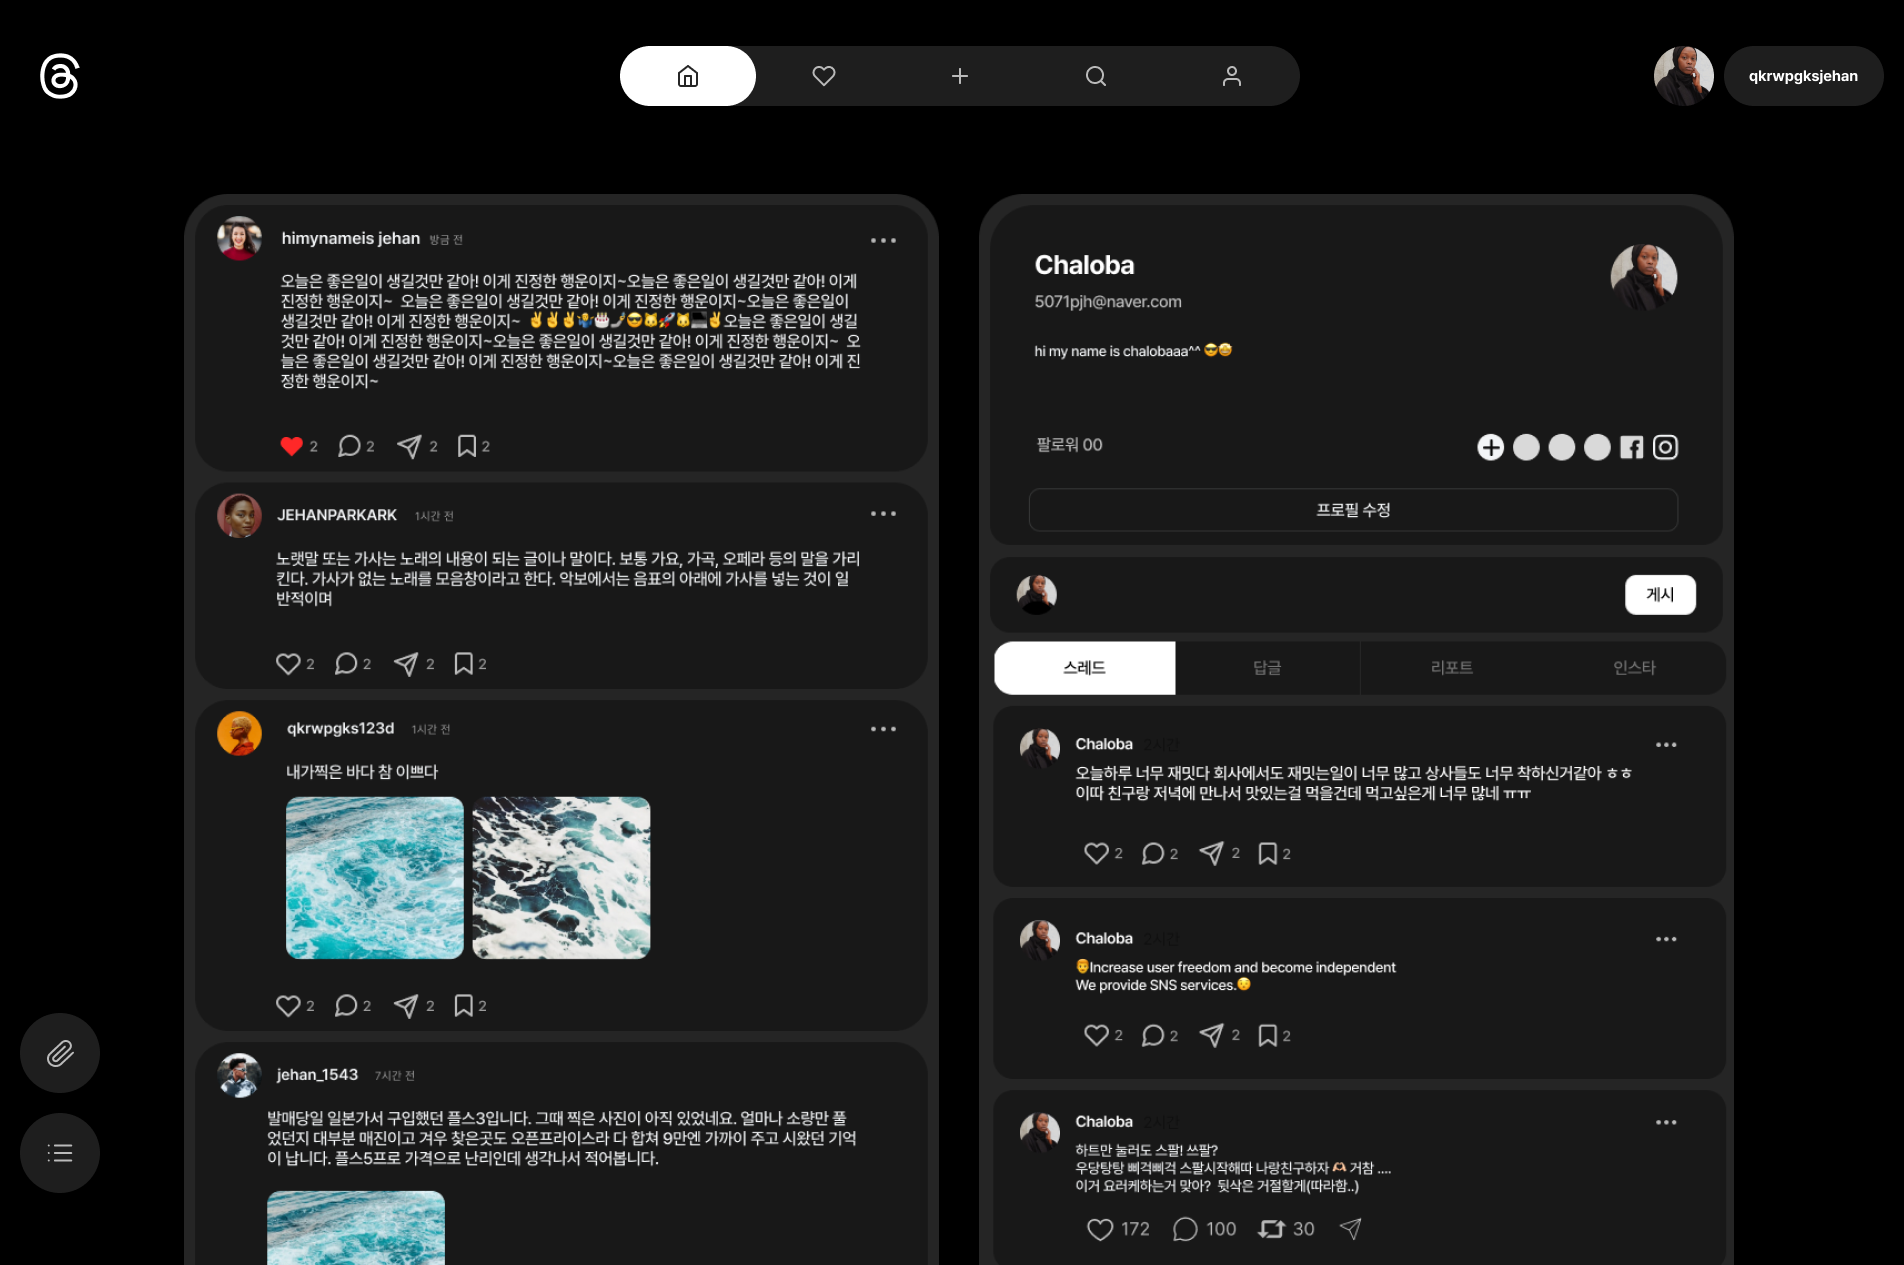 qkrwpgksjehan
himynameis jehan 방금 전
오늘은 좋은일이 생길것만 같아! 이게 진정한 행운이지~오늘은 좋은일이 생길것만 같아! 이게
진정한 행운이지~ 오늘은 좋은일이 생길것만 같아! 이게 진정한 행운이지~오늘은 좋은일이
생길것만 같아! 이게 진정한 행운이지~ ✌️✌️✌️🤷‍♂️🎂🤳😎🐱🚀🐱💻✌️오늘은 좋은일이 생길
것만 같아! 이게 진정한 행운이지~오늘은 좋은일이 생길것만 같아! 이게 진정한 행운이지~ 오
늘은 좋은일이 생길것만 같아! 이게 진정한 행운이지~오늘은 좋은일이 생길것만 같아! 이게 진
정한 행운이지~
2 2 2 2
JEHANPARKARK 1시간 전
노랫말 또는 가사는 노래의 내용이 되는 글이나 말이다. 보통 가요, 가곡, 오페라 등의 말을 가리
킨다. 가사가 없는 노래를 모음창이라고 한다. 악보에서는 음표의 아래에 가사를 넣는 것이 일
반적이며
2 2 2 2
qkrwpgks123d 1시간 전
내가찍은 바다 참 이쁘다
2 2 2 2
jehan_1543 7시간 전
발매당일 일본가서 구입했던 플스3입니다. 그때 찍은 사진이 아직 있었네요. 얼마나 소량만 풀
었던지 대부분 매진이고 겨우 찾은곳도 오픈프라이스라 다 합쳐 9만엔 가까이 주고 시왔던 기억
이 납니다. 플스5프로 가격으로 난리인데 생각나서 적어봅니다.
Chaloba
5071pjh@naver.com
hi my name is chalobaaa^^ 😎🤩
팔로워 00
프로필 수정
게시
스레드 답글 리포트 인스타
Chaloba 2시간
오늘하루 너무 재밋다 회사에서도 재밋는일이 너무 많고 상사들도 너무 착하신거같아 ㅎㅎ
이따 친구랑 저녁에 만나서 맛있는걸 먹을건데 먹고싶은게 너무 많네 ㅠㅠ
2 2 2 2
Chaloba 2시간
Increase user freedom and become independent
We provide SNS services.
2 2 2 2
Chaloba 2시간
하트만 눌러도 스팔! 쓰팔?
우당탕탕 삐걱삐걱 스팔시작해따 나랑친구하자 🫶 거참 ....
이거 요러케하는거 맞아? 뒷삭은 거절할게(따라함..)
172 100 30